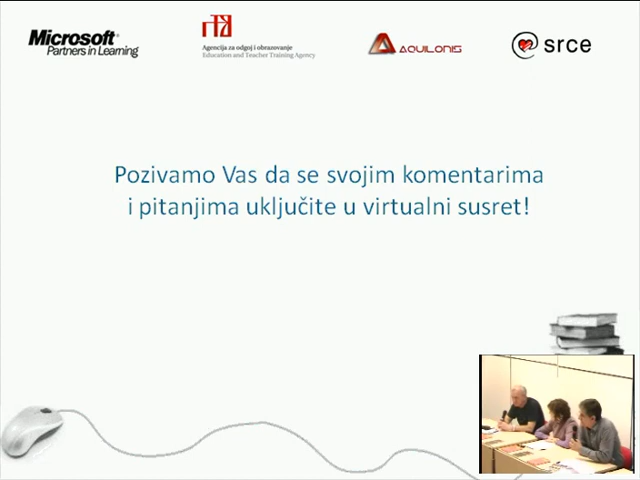 Microsoft®
Partners in Learning
Agencija za odgoj i obrazovanje
Education and Teacher Training Agency
AQUILONIS
srce
Pozivamo Vas da se svojim komentarima
i pitanjima uključite u virtualni susret!